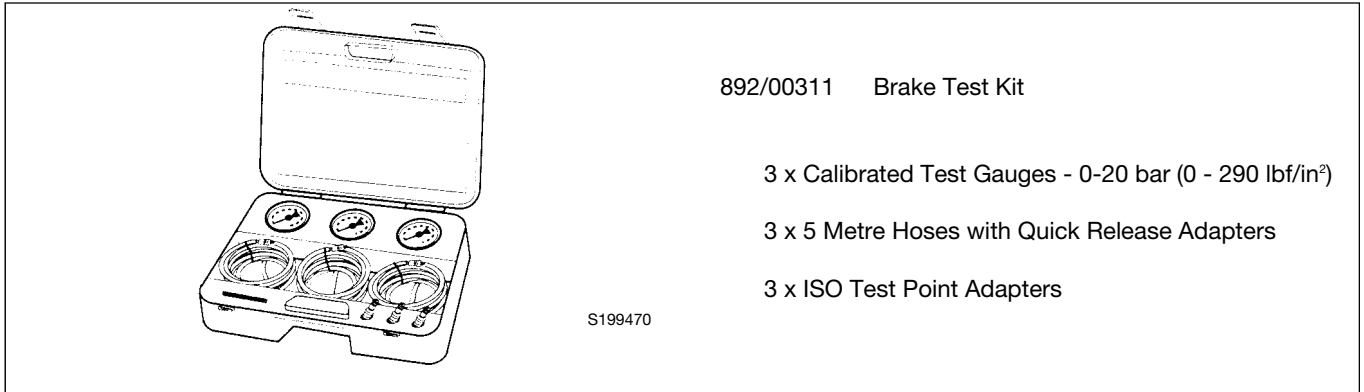 892/00311 Brake Test Kit
3 x Calibrated Test Gauges - 0-20 bar (0 - 290 lbf/in²)
3 x 5 Metre Hoses with Quick Release Adapters
3 x ISO Test Point Adapters
S199470